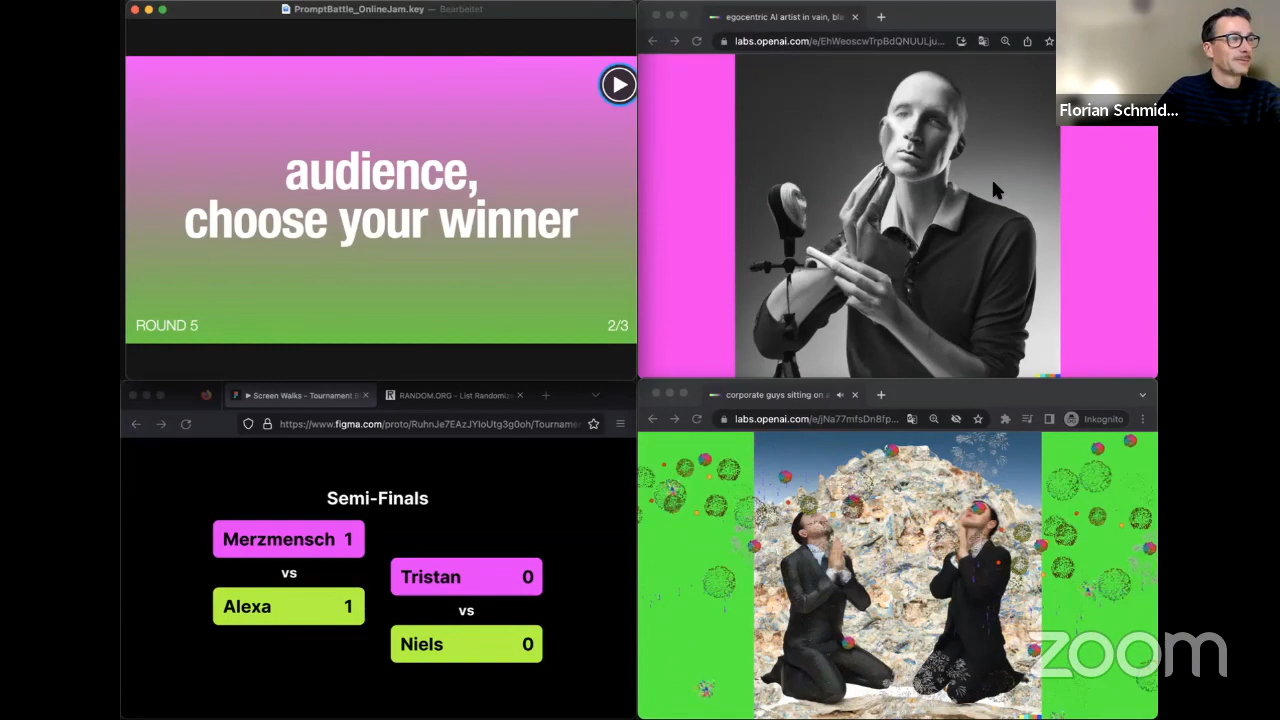 PromptBattle_OnlineJam.key — Bearbeitet
audience,
choose your winner
ROUND 5
2/3
egocentric AI artist in vain, bla
labs.openai.com/e/EhWeoscwTrpBdQNUULju...
Florian Schmid...
Screen Walks - Tournament B
RANDOM.ORG - List Randomize
https://www.figma.com/proto/RuhnJe7EAzJYIoUtg3g0oh/Tourname
Semi-Finals
Merzmensch 1
vs
Alexa 1
Tristan 0
vs
Niels 0
corporate guys sitting on a
labs.openai.com/e/jNa77mfsDn8fp...
Inkognito
zoom